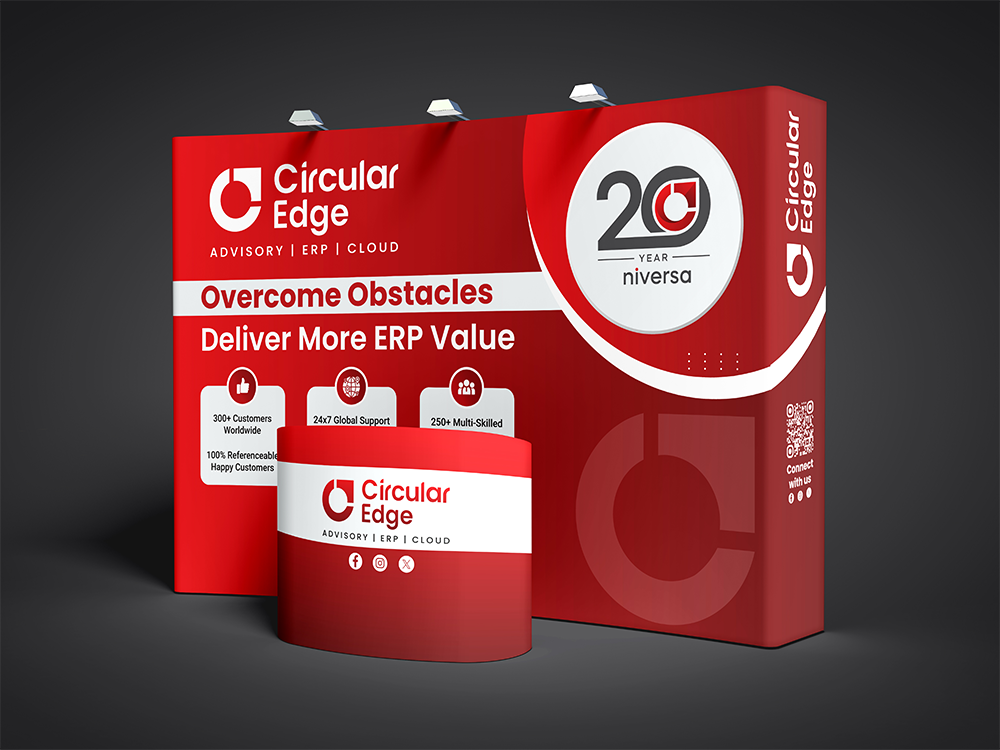 Circular
Edge
ADVISORY | ERP | CLOUD
Overcome Obstacles
Deliver More ERP Value
300+ Customers
Worldwide
100% Referenceable
Happy Customers
24x7 Global Support
250+ Multi-Skilled
20
YEAR
niversa
Circular
Edge
Connect
with us
Circular
Edge
ADVISORY | ERP | CLOUD